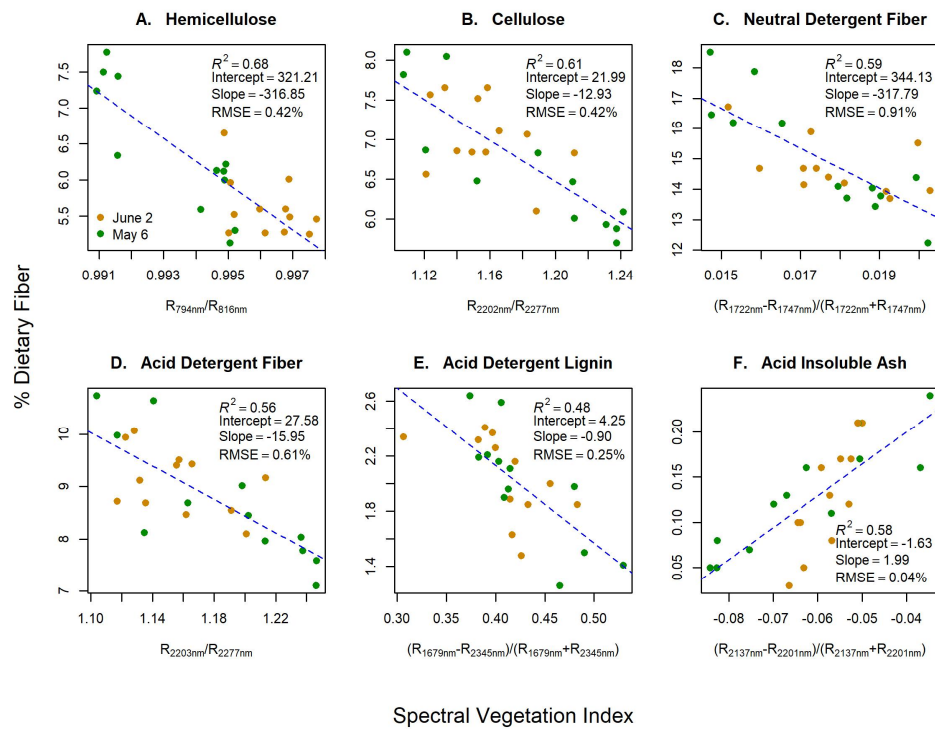 A. Hemicellulose
R² = 0.68
Intercept = 321.21
Slope = -316.85
RMSE = 0.42%
7.5
7.0
6.5
6.0
5.5
June 2
May 6
0.991 0.993 0.995 0.997
R794nm/R816nm
B. Cellulose
R² = 0.61
Intercept = 21.99
Slope = -12.93
RMSE = 0.42%
8.0
7.5
7.0
6.5
6.0
1.12 1.16 1.20 1.24
R2202nm/R2277nm
C. Neutral Detergent Fiber
R² = 0.59
Intercept = 344.13
Slope = -317.79
RMSE = 0.91%
18
17
16
15
14
13
12
0.015 0.017 0.019
(R1722nm-R1747nm)/(R1722nm+R1747nm)
% Dietary Fiber
D. Acid Detergent Fiber
R² = 0.56
Intercept = 27.58
Slope = -15.95
RMSE = 0.61%
10
9
8
7
1.10 1.14 1.18 1.22
R2203nm/R2277nm
E. Acid Detergent Lignin
R² = 0.48
Intercept = 4.25
Slope = -0.90
RMSE = 0.25%
2.6
2.2
1.8
1.4
0.30 0.35 0.40 0.45 0.50
(R1679nm-R2345nm)/(R1679nm+R2345nm)
F. Acid Insoluble Ash
R² = 0.58
Intercept = -1.63
Slope = 1.99
RMSE = 0.04%
0.20
0.15
0.10
0.05
-0.08 -0.07 -0.06 -0.05 -0.04
(R2137nm-R2201nm)/(R2137nm+R2201nm)
Spectral Vegetation Index